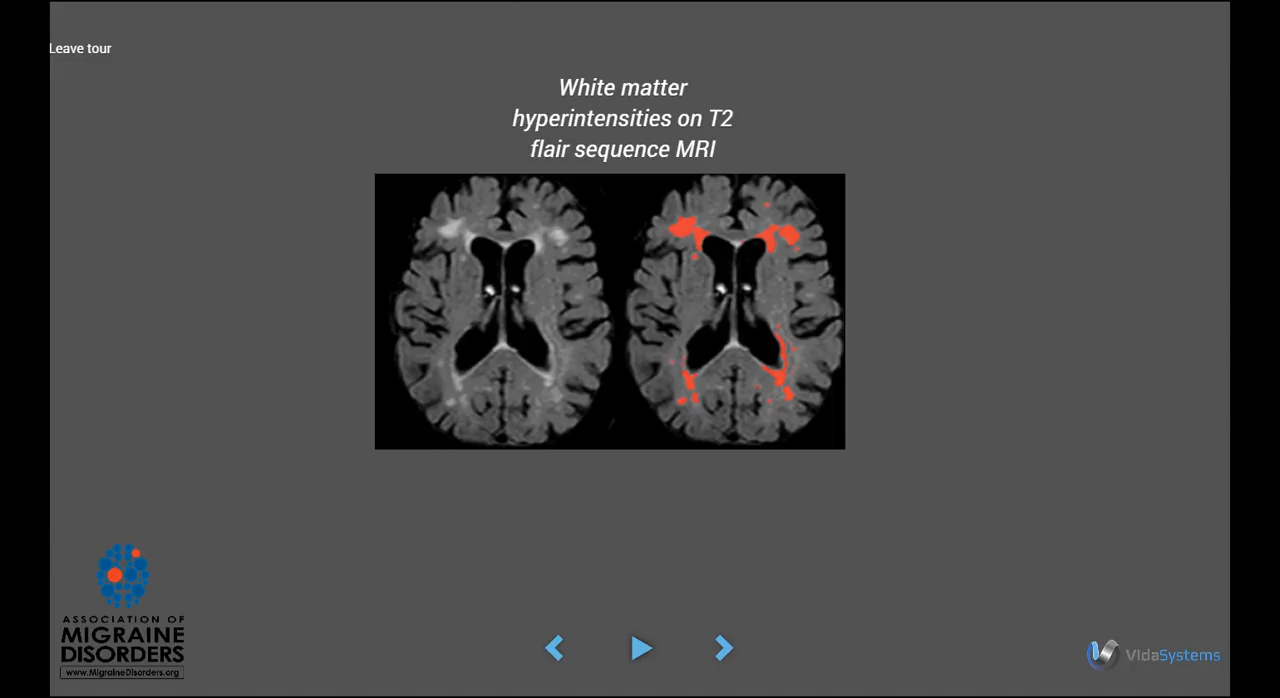 Leave tour
White matter
hyperintensities on T2
flair sequence MRI
ASSOCIATION OF
MIGRAINE
DISORDERS
www.MigraineDisorders.org
VidaSystems